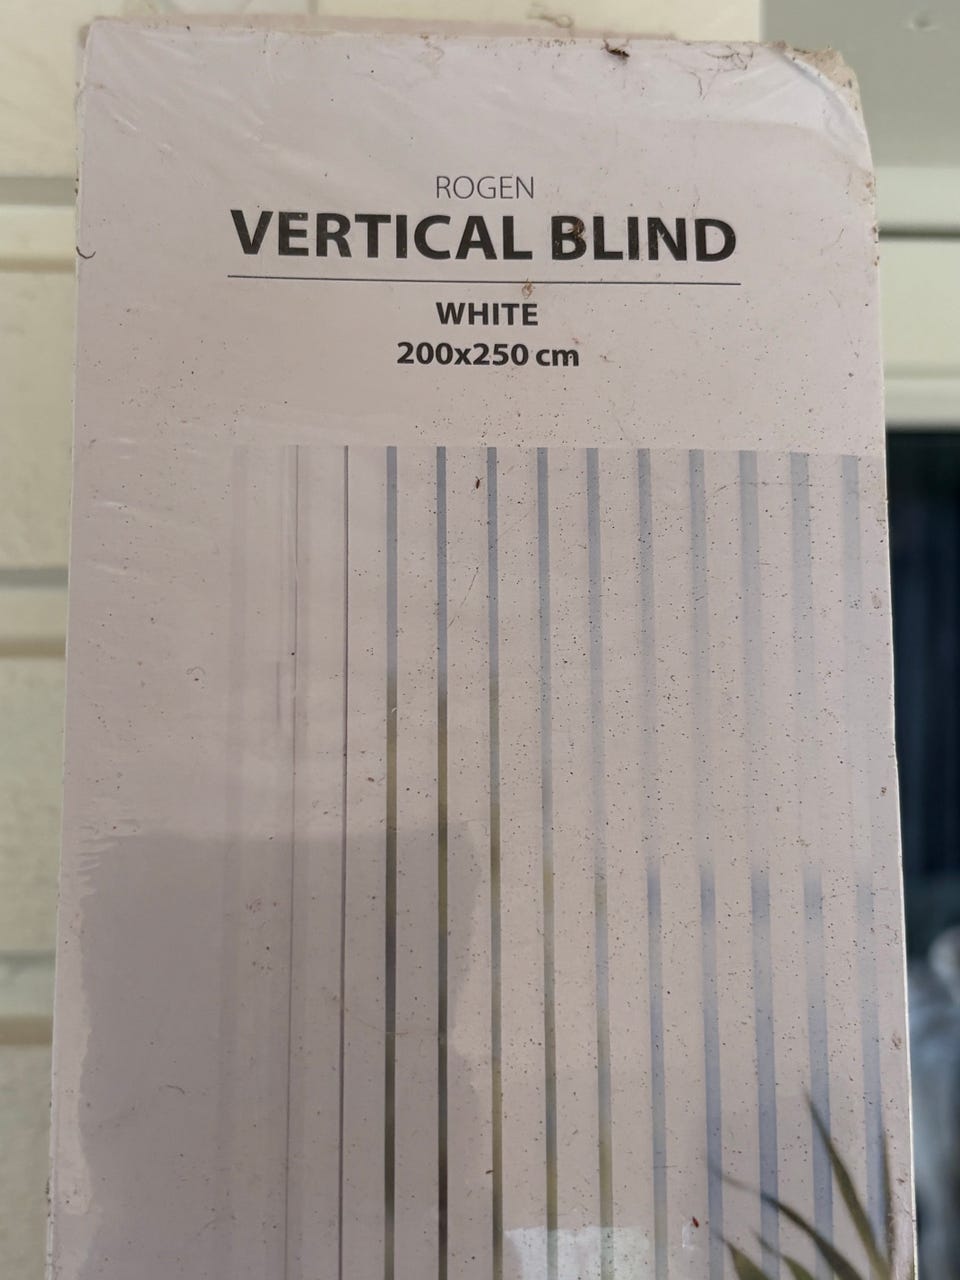 ROGEN
VERTICAL BLIND
WHITE
200x250 cm